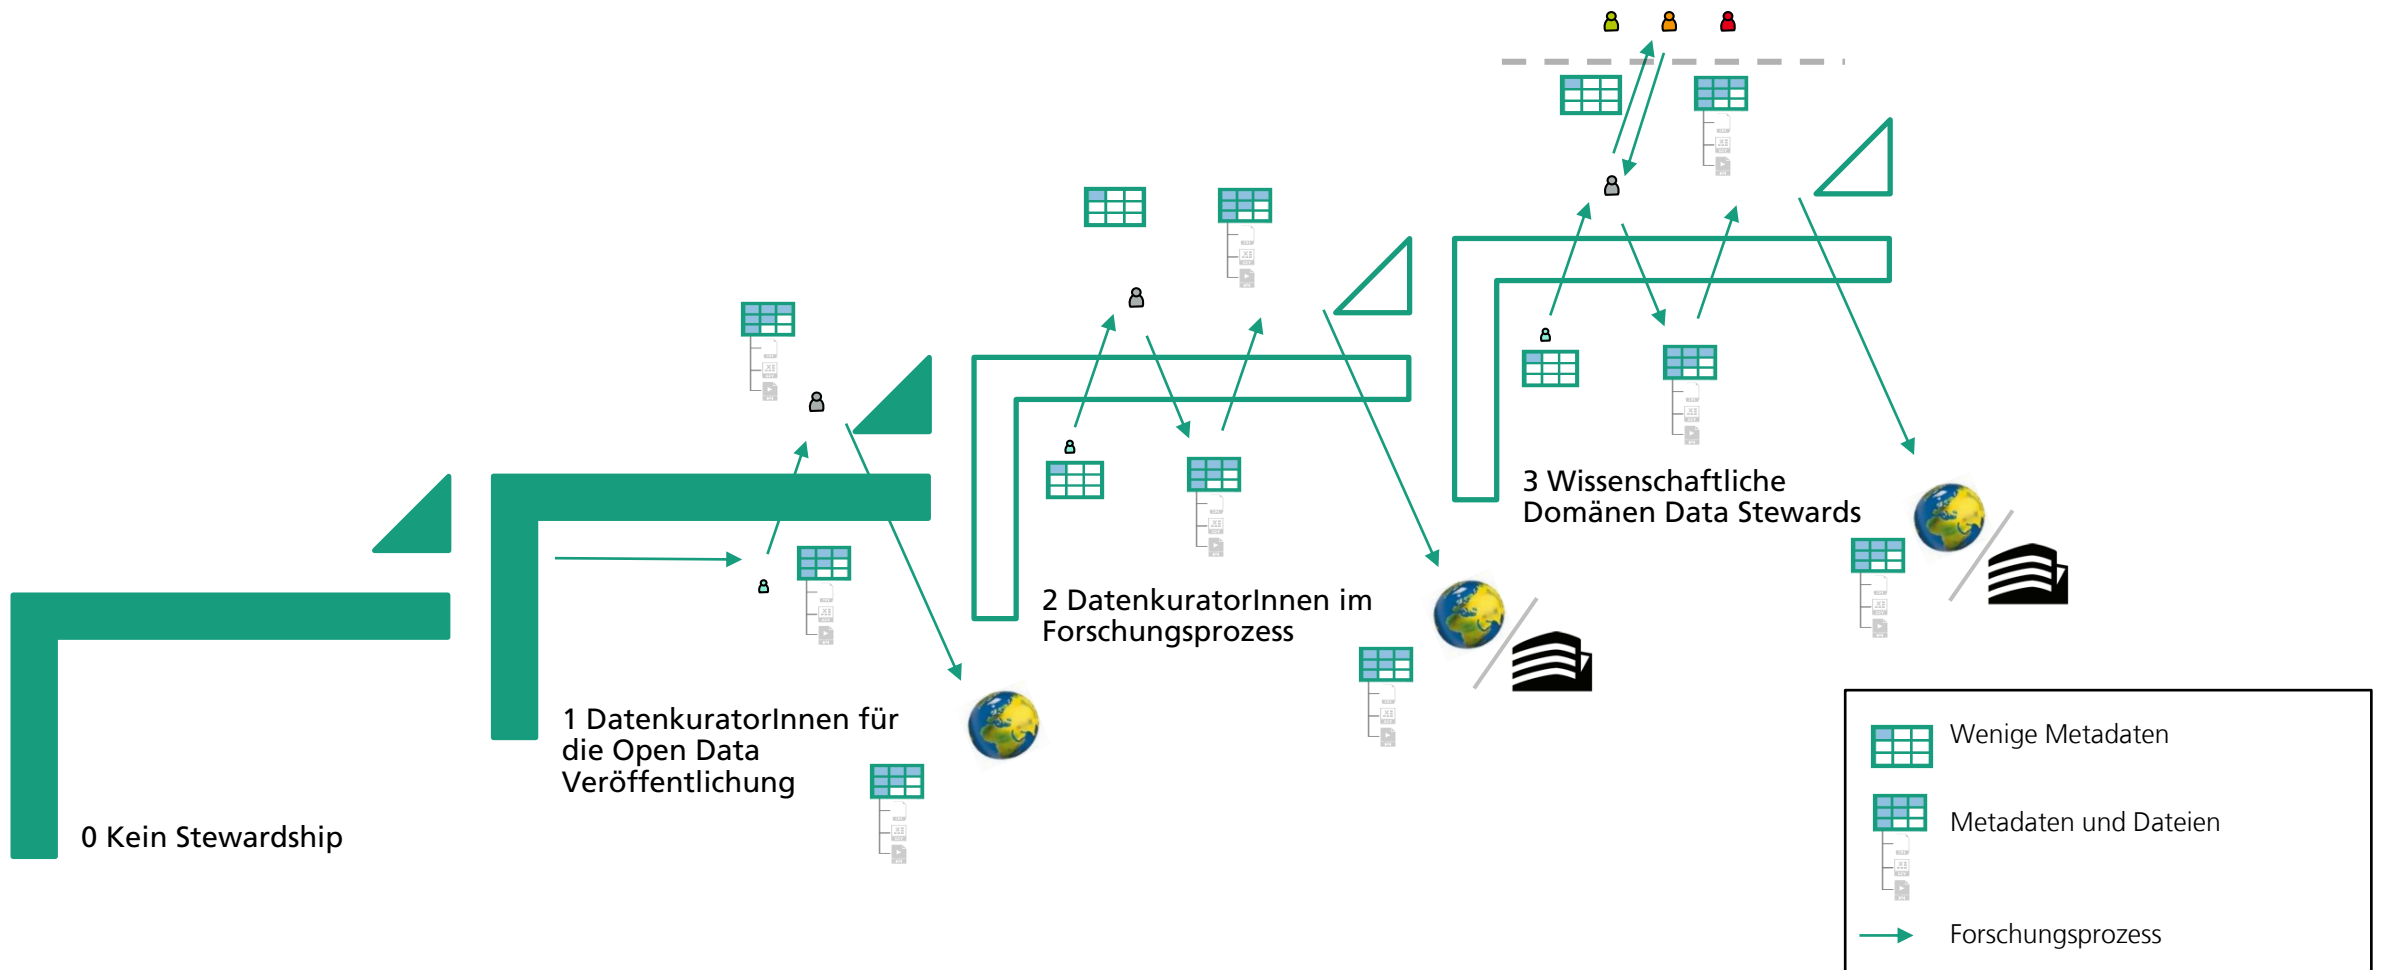 0 Kein Stewardship
1 DatenkuratorInnen für
die Open Data
Veröffentlichung
2 DatenkuratorInnen im
Forschungsprozess
3 Wissenschaftliche
Domänen Data Stewards
Wenige Metadaten
Metadaten und Dateien
Forschungsprozess